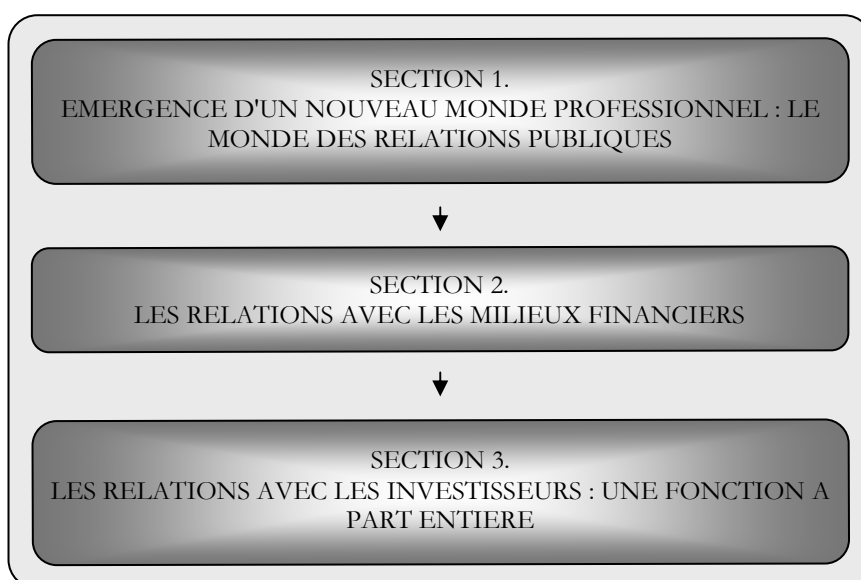 SECTION 1.
EMERGENCE D'UN NOUVEAU MONDE PROFESSIONNEL : LE
MONDE DES RELATIONS PUBLIQUES
SECTION 2.
LES RELATIONS AVEC LES MILIEUX FINANCIERS
SECTION 3.
LES RELATIONS AVEC LES INVESTISSEURS : UNE FONCTION A
PART ENTIERE